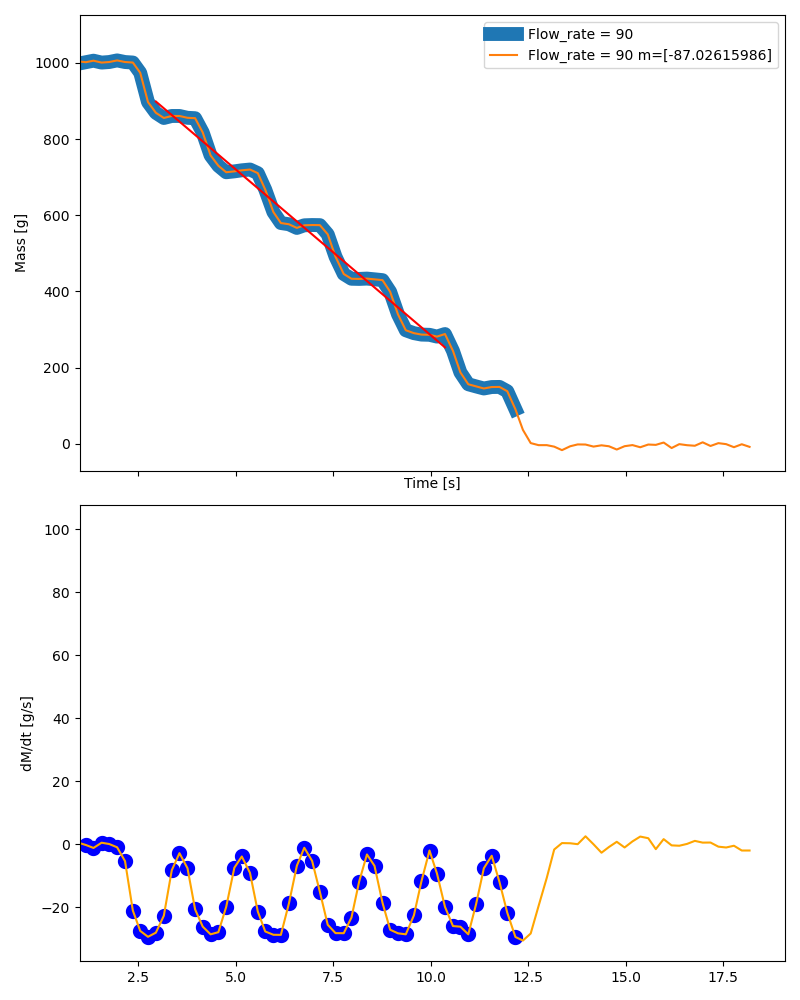 Flow_rate = 90
Flow_rate = 90 m=[-87.02615986]
1000
800
600
400
200
0
Mass [g]
Time [s]
100
80
60
40
20
0
−20
dM/dt [g/s]
2.5 5.0 7.5 10.0 12.5 15.0 17.5